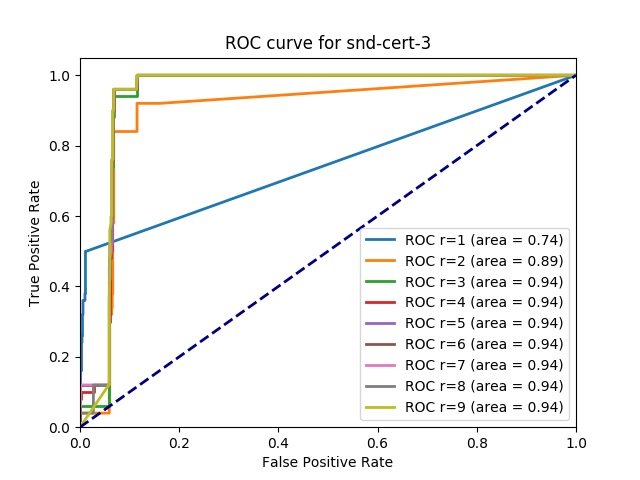 ROC curve for snd-cert-3
True Positive Rate
1.0
0.8
0.6
0.4
0.2
0.0
ROC r=1 (area = 0.74)
ROC r=2 (area = 0.89)
ROC r=3 (area = 0.94)
ROC r=4 (area = 0.94)
ROC r=5 (area = 0.94)
ROC r=6 (area = 0.94)
ROC r=7 (area = 0.94)
ROC r=8 (area = 0.94)
ROC r=9 (area = 0.94)
0.0 0.2 0.4 0.6 0.8 1.0
False Positive Rate